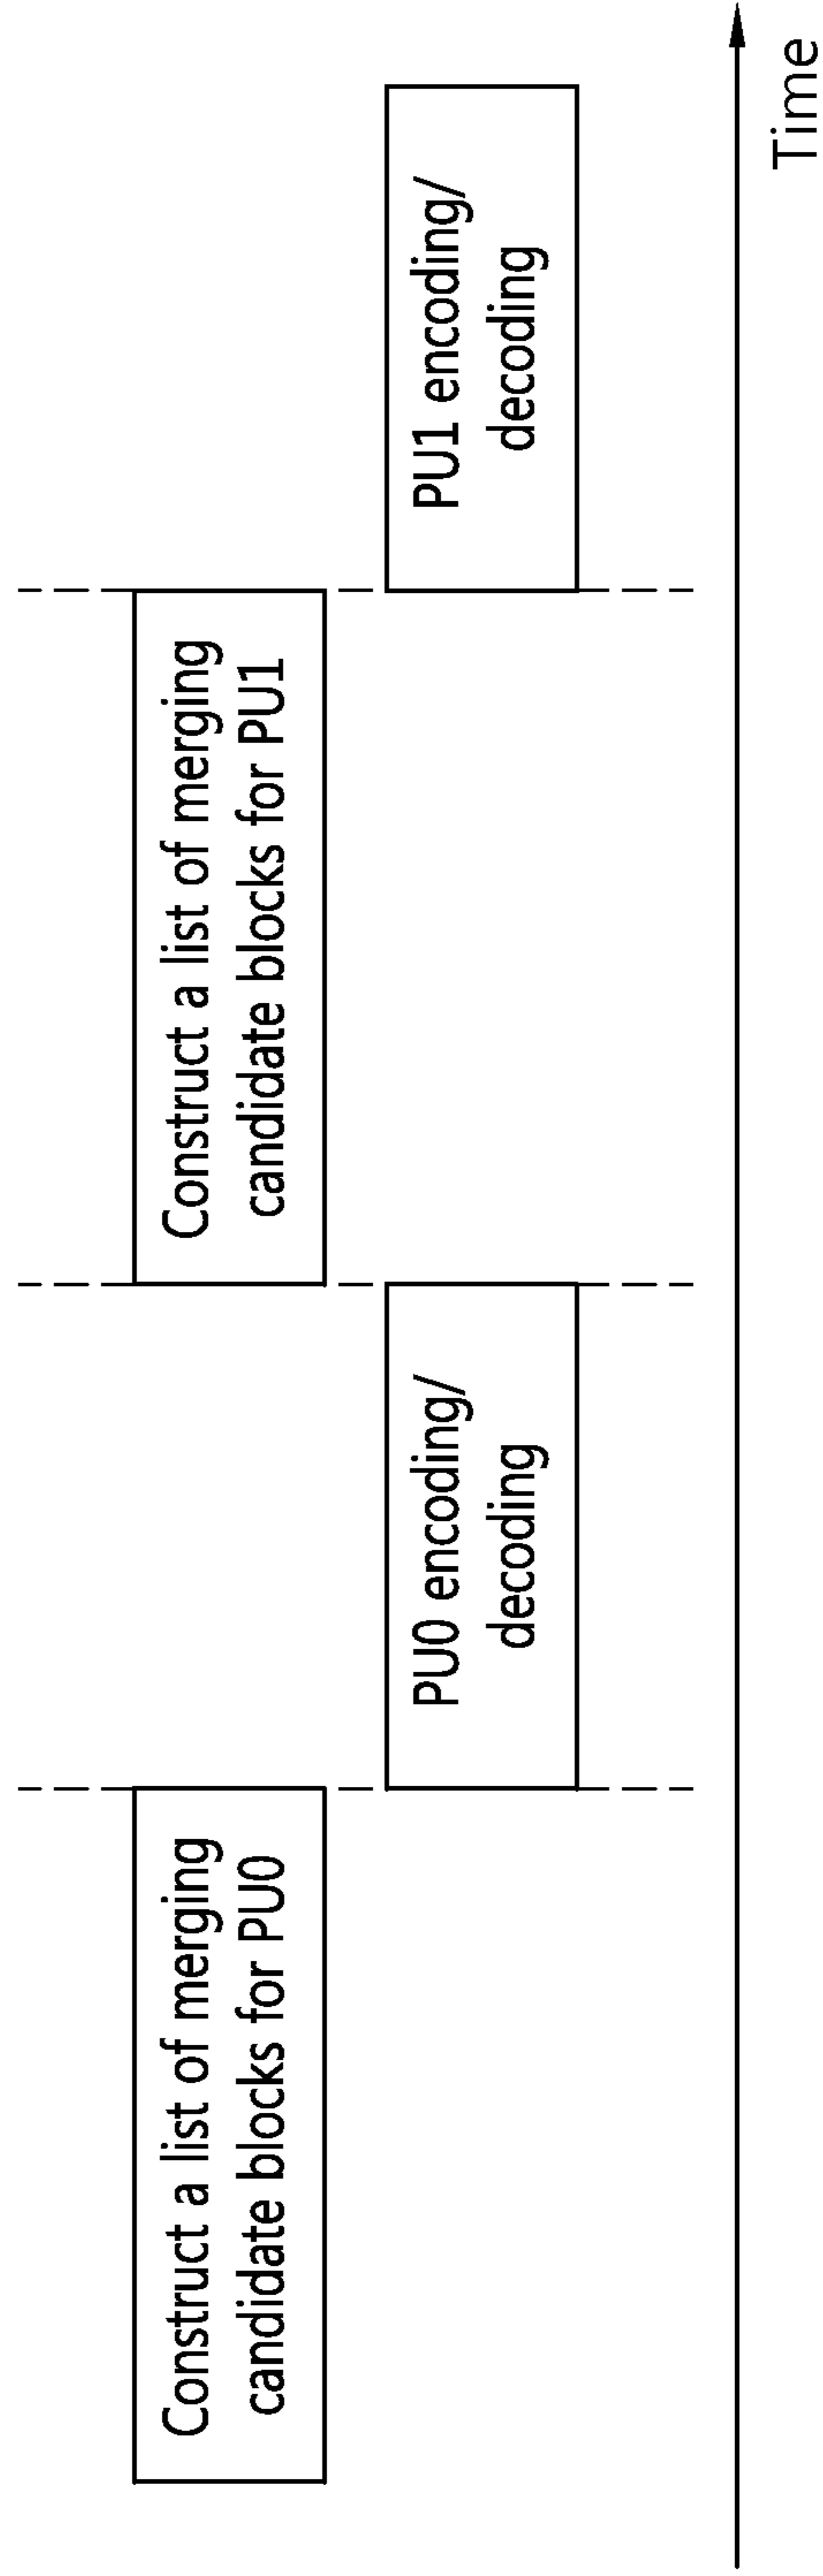 Construct a list of merging
candidate blocks for PU0
PU0 encoding/
decoding
Construct a list of merging
candidate blocks for PU1
PU1 encoding/
decoding
Time